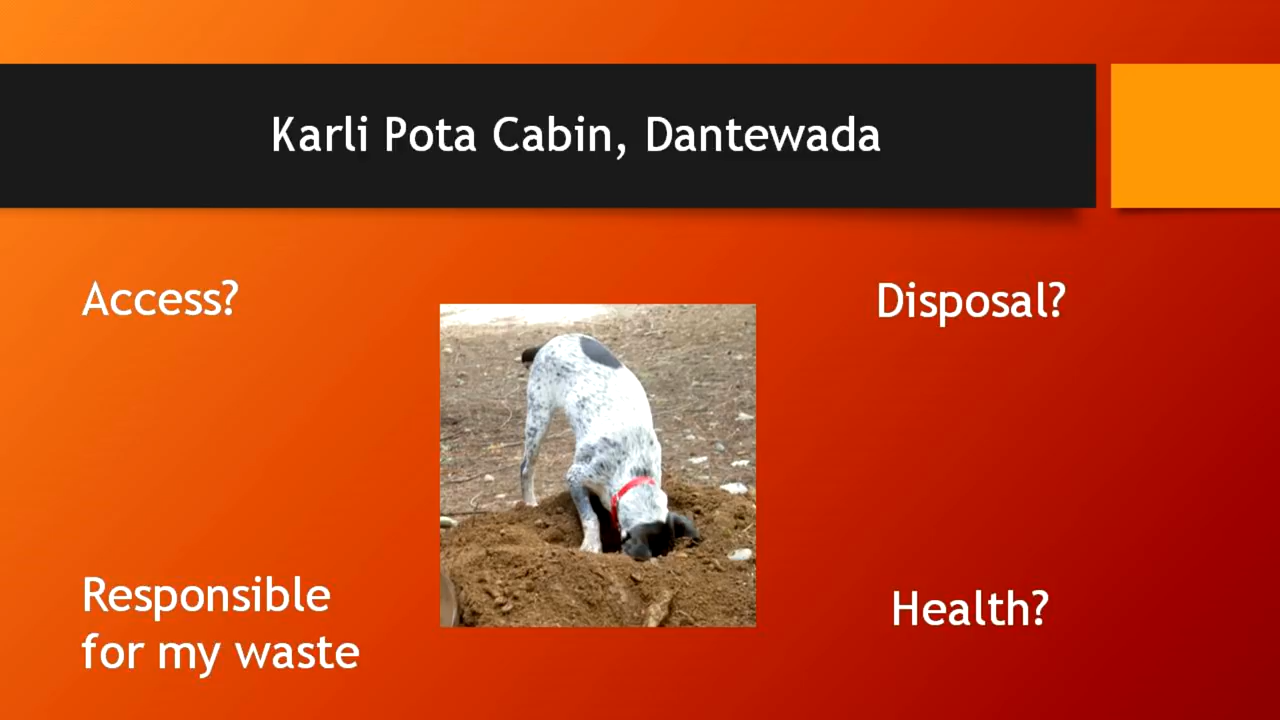 Karli Pota Cabin, Dantewada
Access?
Disposal?
Responsible
for my waste
Health?